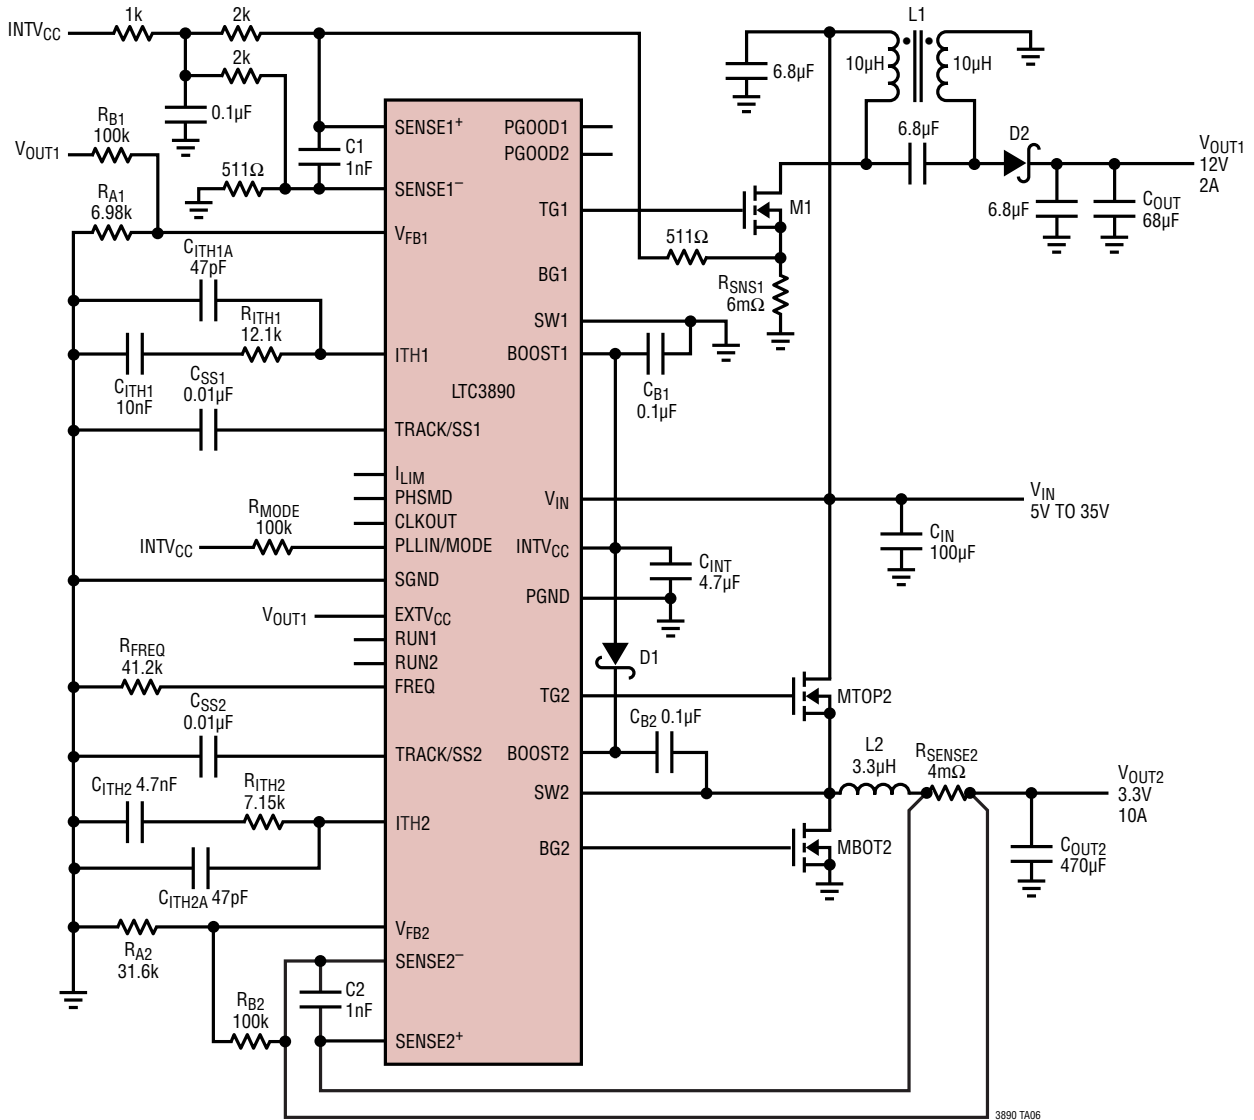 INTVCC
1k
2k
2k
0.1µF
RB1
100k
VOUT1
RA1
6.98k
511Ω
C1
1nF
CITH1A
47pF
RITH1
12.1k
CITH1
10nF
CSS1
0.01µF
RMODE
100k
INTVCC
VOUT1
RFREQ
41.2k
CSS2
0.01µF
CITH2 4.7nF
RITH2
7.15k
CITH2A 47pF
RA2
31.6k
RB2
100k
C2
1nF
SENSE1+
SENSE1–
VFB1
ITH1
LTC3890
TRACK/SS1
ILIM
PHSMD
CLKOUT
PLLIN/MODE
SGND
EXTVCC
RUN1
RUN2
FREQ
TRACK/SS2
ITH2
VFB2
SENSE2–
SENSE2+
PGOOD1
PGOOD2
TG1
BG1
SW1
BOOST1
VIN
INTVCC
PGND
TG2
BOOST2
SW2
BG2
6.8µF
L1
10µH
10µH
6.8µF
D2
VOUT1
12V
2A
6.8µF
COUT
68µF
M1
511Ω
RSNS1
6mΩ
CB1
0.1µF
VIN
5V TO 35V
CIN
100µF
CINT
4.7µF
D1
MTOP2
CB2 0.1µF
L2
3.3µH
RSENSE2
4mΩ
VOUT2
3.3V
10A
MBOT2
COUT2
470µF
3890 TA06